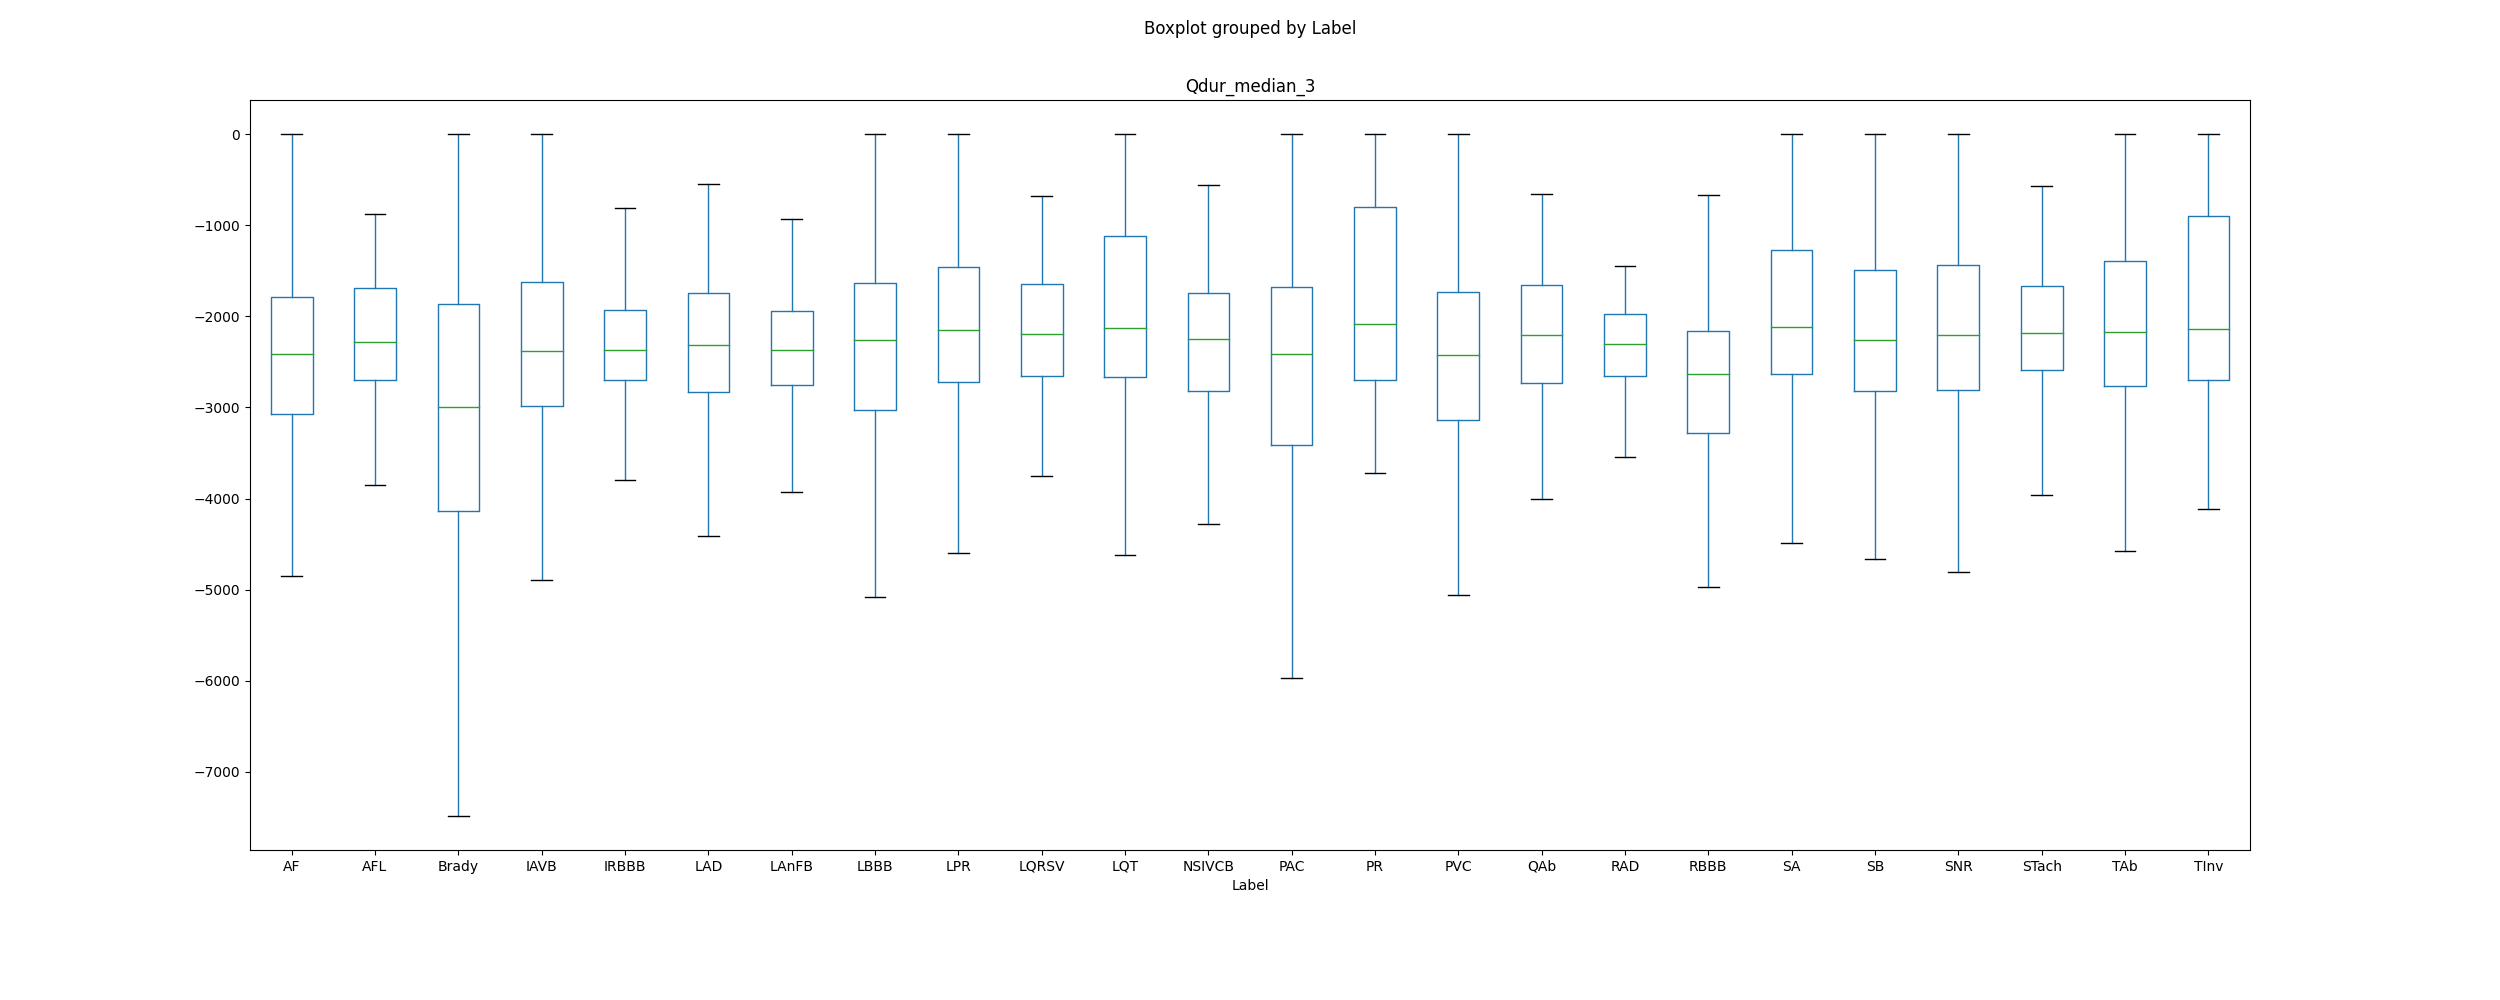 Boxplot grouped by Label
Qdur_median_3
0
−1000
−2000
−3000
−4000
−5000
−6000
−7000
AF AFL Brady IAVB IRBBB LAD LAnFB LBBB LPR LQRSV LQT NSIVCB PAC PR PVC QAb RAD RBBB SA SB SNR STach TAb TInv
Label